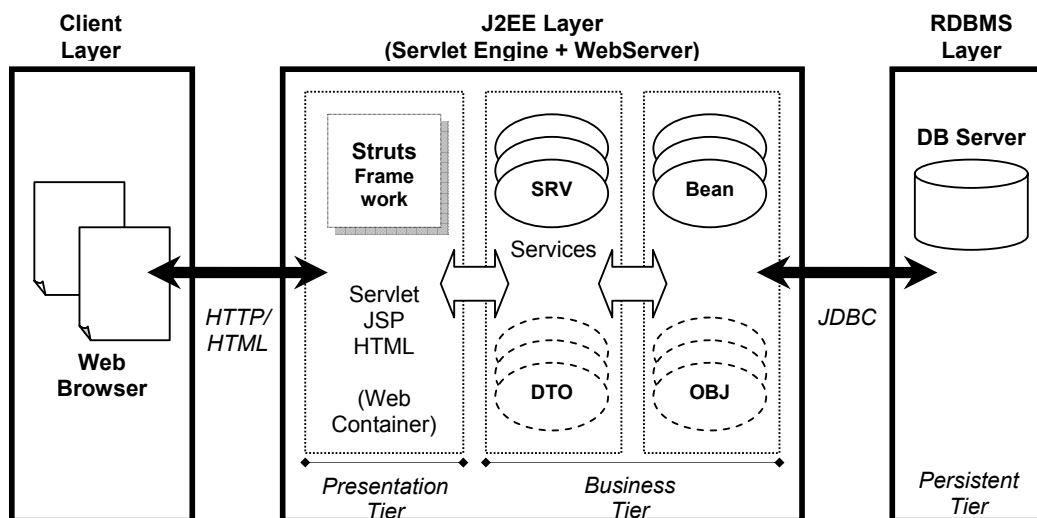 Client
Layer
J2EE Layer
(Servlet Engine + WebServer)
RDBMS
Layer
Web
Browser
HTTP/
HTML
Struts
Frame
work
Servlet
JSP
HTML
(Web
Container)
SRV
Services
DTO
Bean
OBJ
Presentation
Tier
Business
Tier
JDBC
DB Server
Persistent
Tier